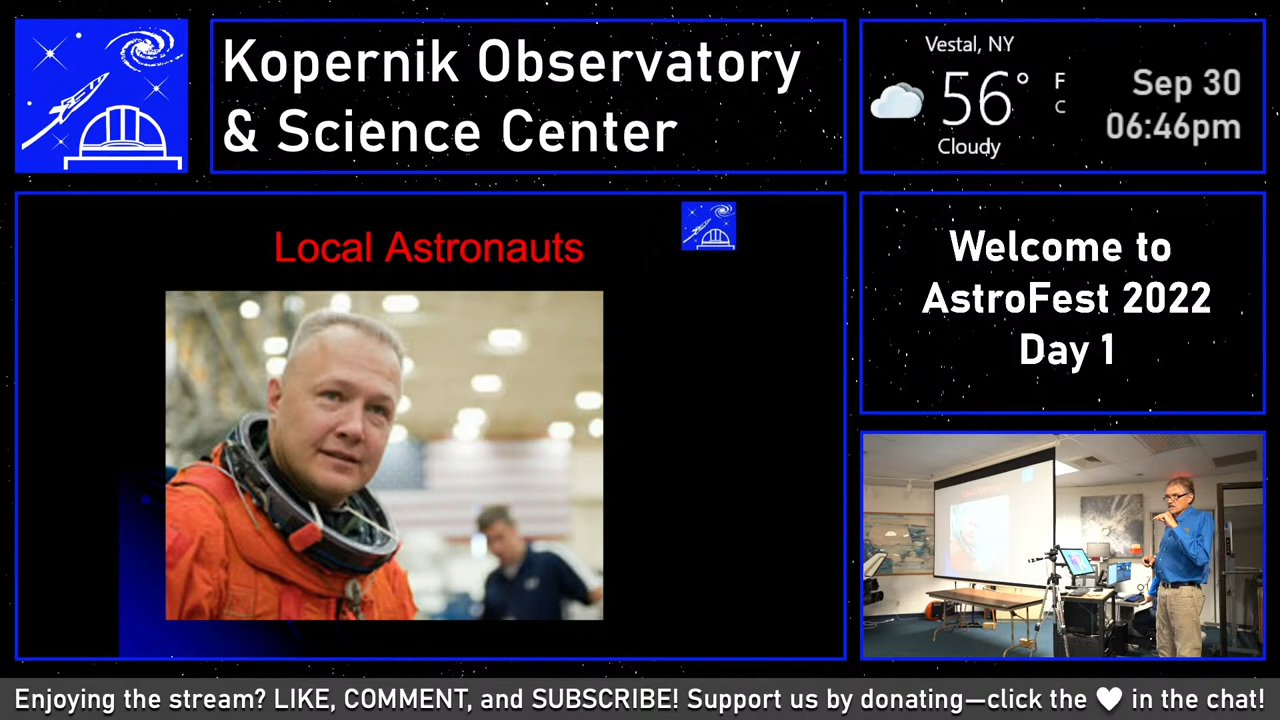 Kopernik Observatory
& Science Center
Vestal, NY
56° F
C
Cloudy
Sep 30
06:46pm
Local Astronauts
Welcome to
AstroFest 2022
Day 1
Enjoying the stream? LIKE, COMMENT, and SUBSCRIBE! Support us by donating—click the ♥ in the chat!